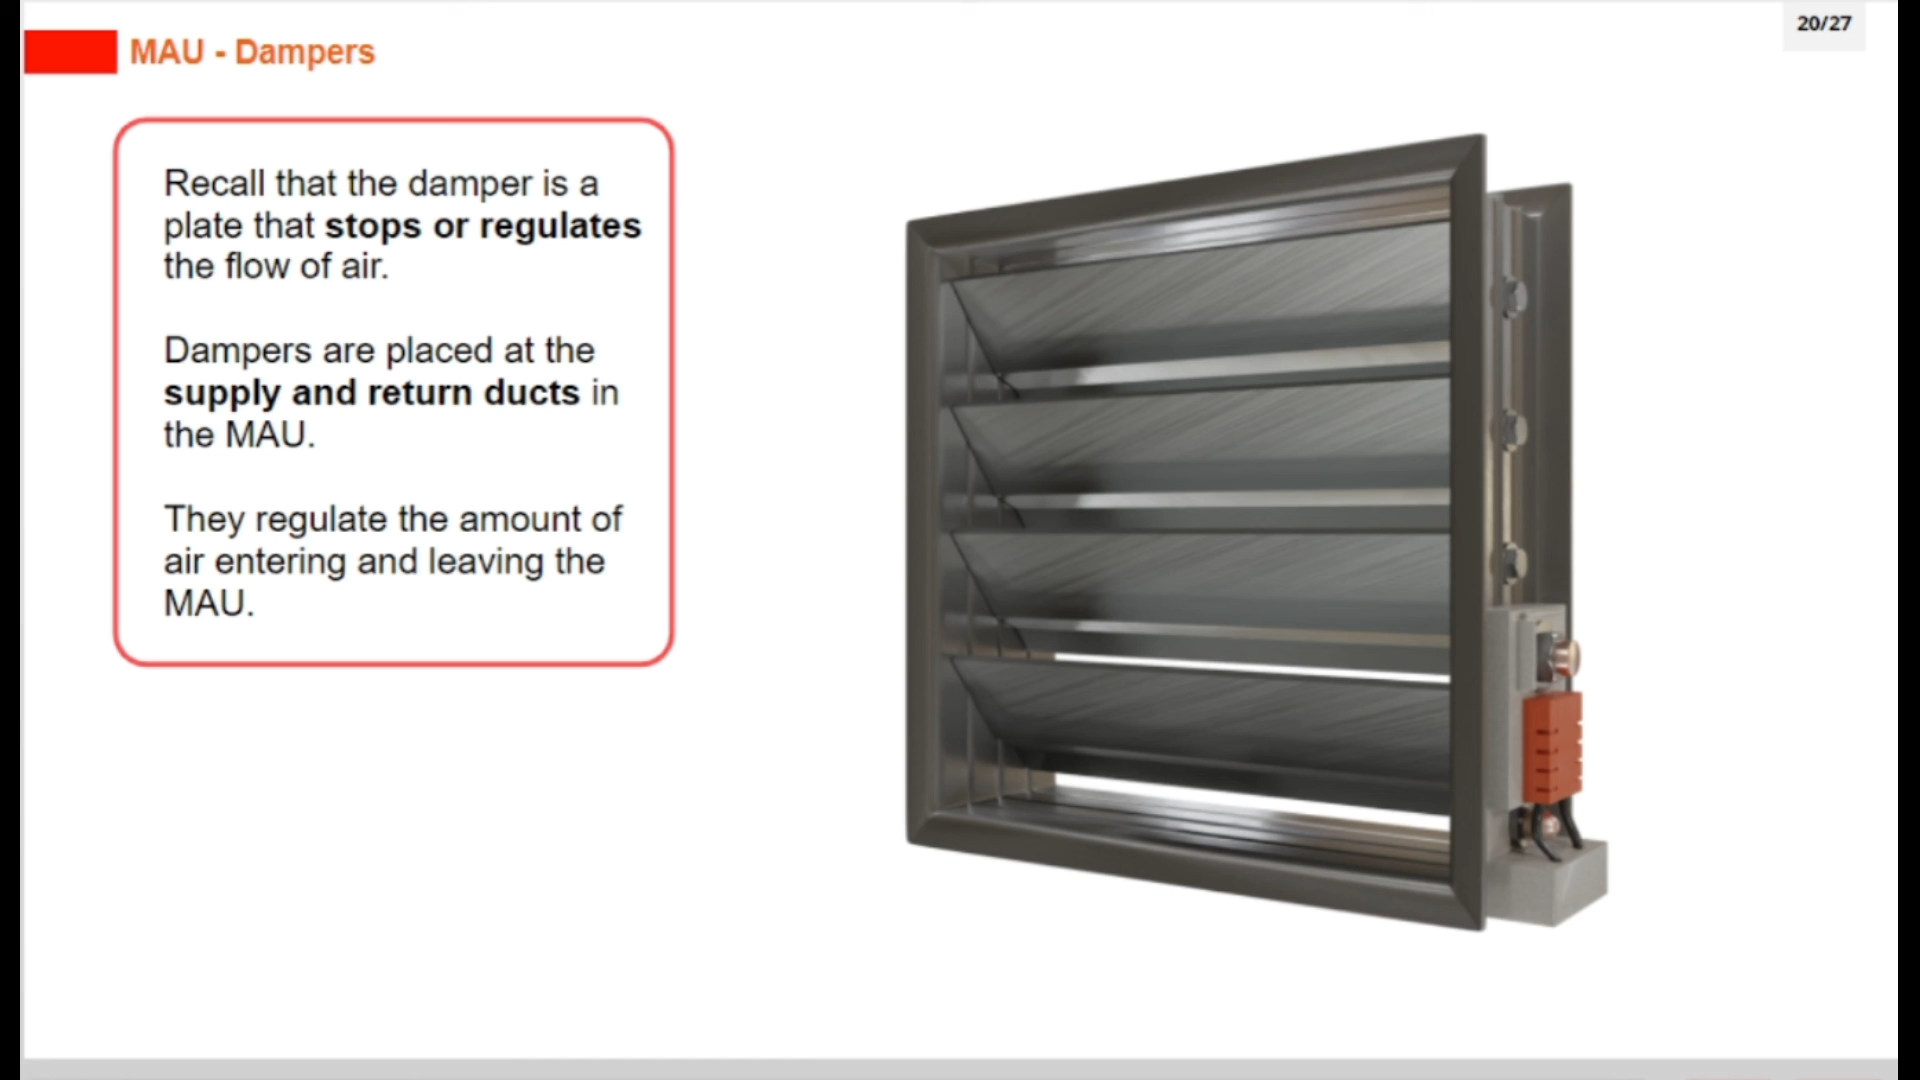 20/27
MAU - Dampers
Recall that the damper is a
plate that stops or regulates
the flow of air.
Dampers are placed at the
supply and return ducts in
the MAU.
They regulate the amount of
air entering and leaving the
MAU.